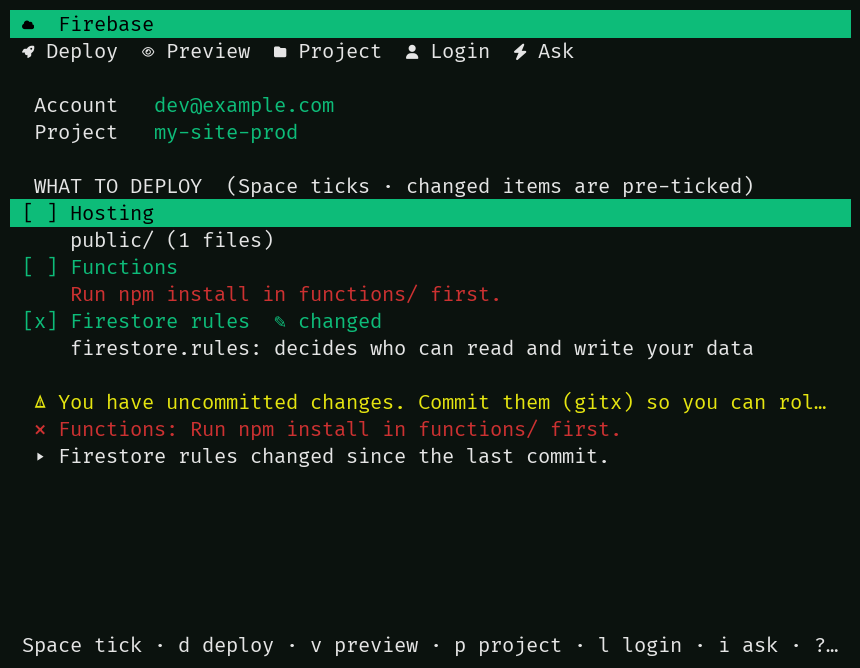 ☁ Firebase
🚀 Deploy 👁 Preview 📁 Project 👤 Login ⚡ Ask
Account dev@example.com
Project my-site-prod
WHAT TO DEPLOY (Space ticks · changed items are pre-ticked)
[ ] Hosting
public/ (1 files)
[ ] Functions
Run npm install in functions/ first.
[x] Firestore rules ✎ changed
firestore.rules: decides who can read and write your data
⚠ You have uncommitted changes. Commit them (gitx) so you can rol…
✗ Functions: Run npm install in functions/ first.
▸ Firestore rules changed since the last commit.
Space tick · d deploy · v preview · p project · l login · i ask · ?…